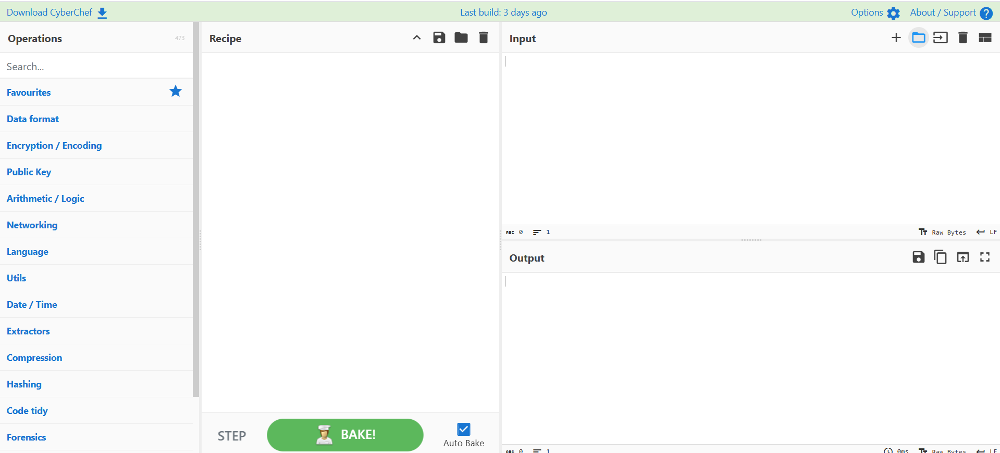 Download CyberChef
Last build: 3 days ago
Options
About / Support
Operations
473
Search...
Favourites
Data format
Encryption / Encoding
Public Key
Arithmetic / Logic
Networking
Language
Utils
Date / Time
Extractors
Compression
Hashing
Code tidy
Forensics
Recipe
STEP
BAKE!
Auto Bake
Input
ABC 0
1
Raw Bytes
LF
Output
ABC 0
1
0ms
Raw Bytes
LF